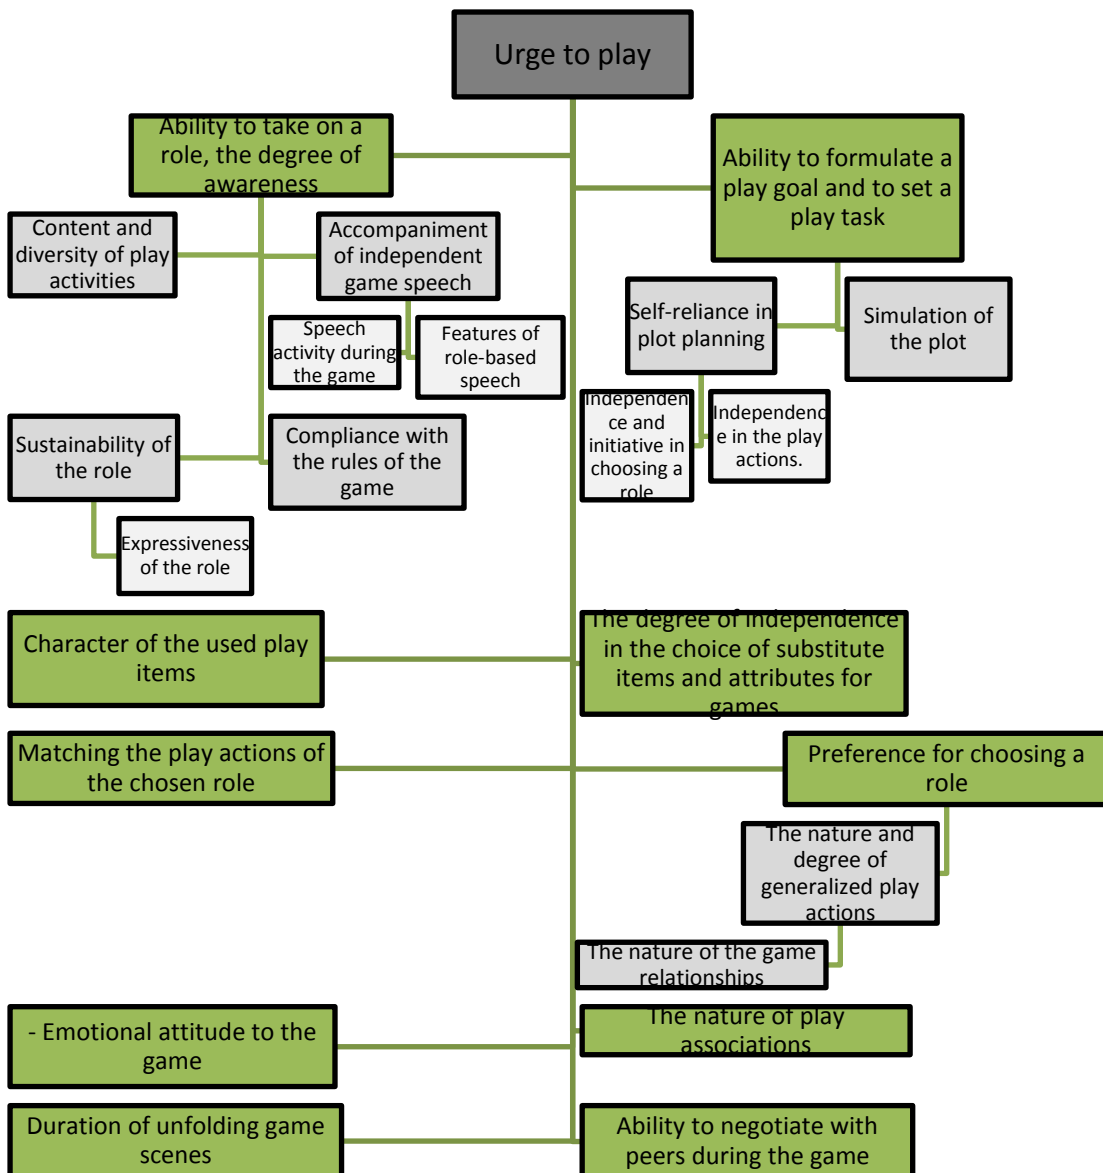 Urge to play
Ability to take on
a role, the degree of
awareness
Ability to formulate a
play goal and to set a
play task
Content and
diversity of play
activities
Accompaniment
of independent
game speech
Speech
activity during
the game
Features of
role-based
speech
Self-reliance in
plot planning
Simulation of
the plot
Independen
ce and
initiative in
choosing a
role
Independenc
e in the play
actions.
Sustainability of
the role
Compliance with
the rules of the
game
Expressiveness
of the role
Character of the used play
items
The degree of independence
in the choice of substitute
items and attributes for
games
Matching the play actions of
the chosen role
Preference for choosing a
role
The nature and
degree of
generalized play
actions
The nature of the game
relationships
- Emotional attitude to the
game
The nature of play
associations
Duration of unfolding game
scenes
Ability to negotiate with
peers during the game